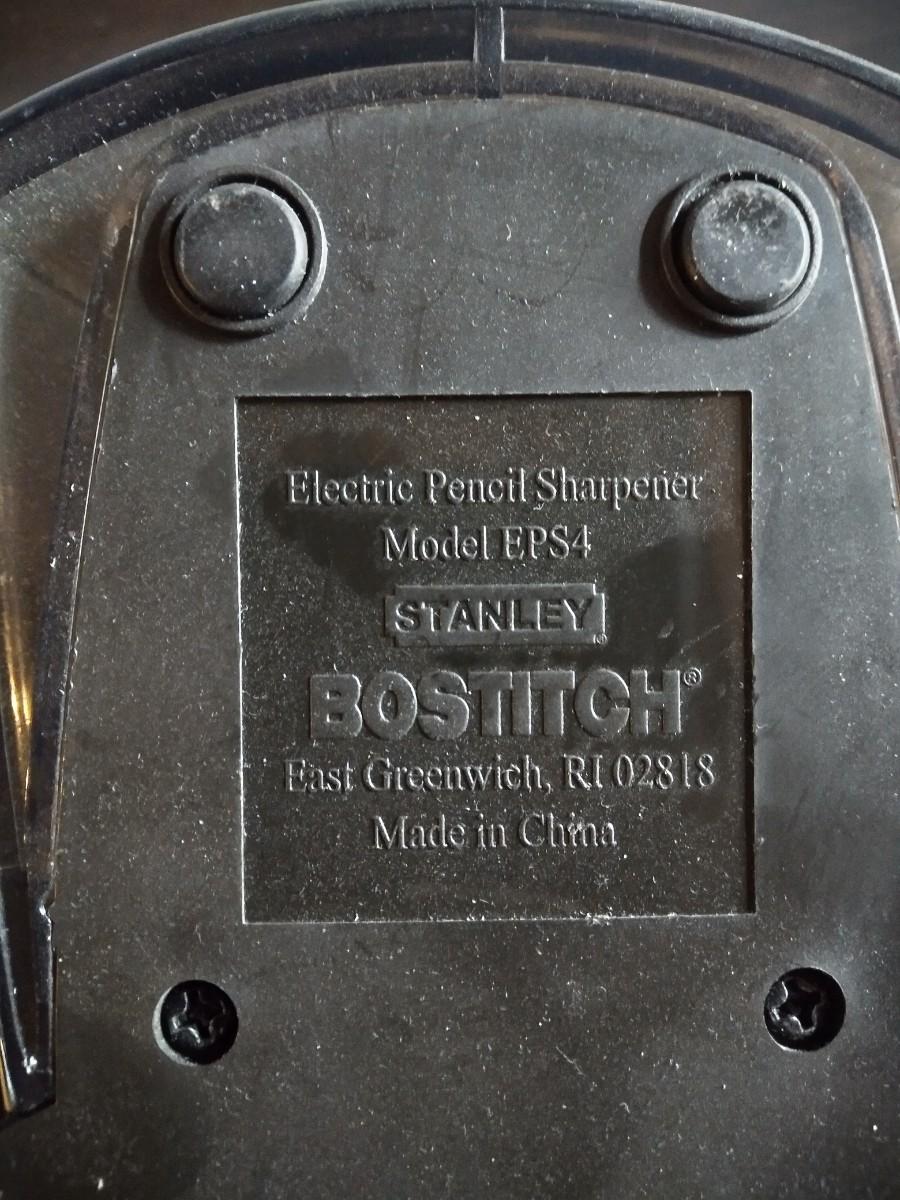 Electric Pencil Sharpener
Model EPS4
STANLEY®
BOSTITCH®
East Greenwich, RI 02818
Made in China